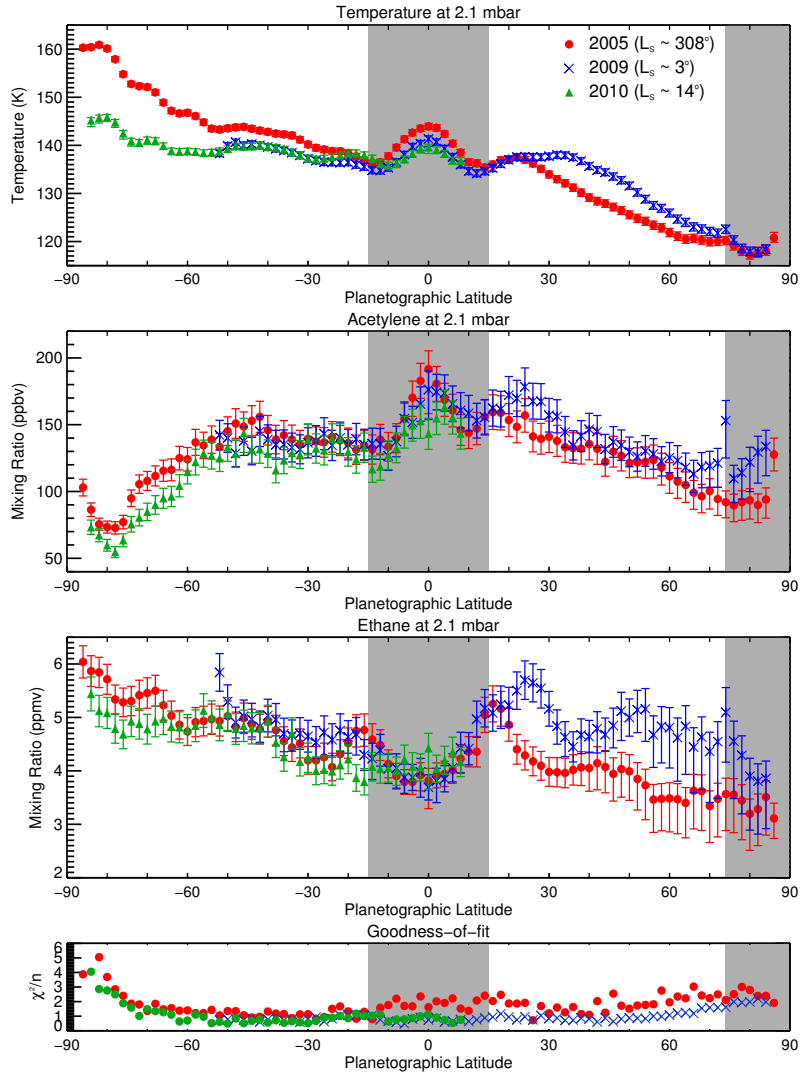 Temperature at 2.1 mbar
160
150
140
130
120
Temperature (K)
2005 (Lₛ ~ 308°)
2009 (Lₛ ~ 3°)
2010 (Lₛ ~ 14°)
−90 −60 −30 0 30 60 90
Planetographic Latitude
Acetylene at 2.1 mbar
200
150
100
50
Mixing Ratio (ppbv)
−90 −60 −30 0 30 60 90
Planetographic Latitude
Ethane at 2.1 mbar
6
5
4
3
2
Mixing Ratio (ppmv)
−90 −60 −30 0 30 60 90
Planetographic Latitude
Goodness−of−fit
6
5
4
3
2
1
0
χ²/n
−90 −60 −30 0 30 60 90
Planetographic Latitude